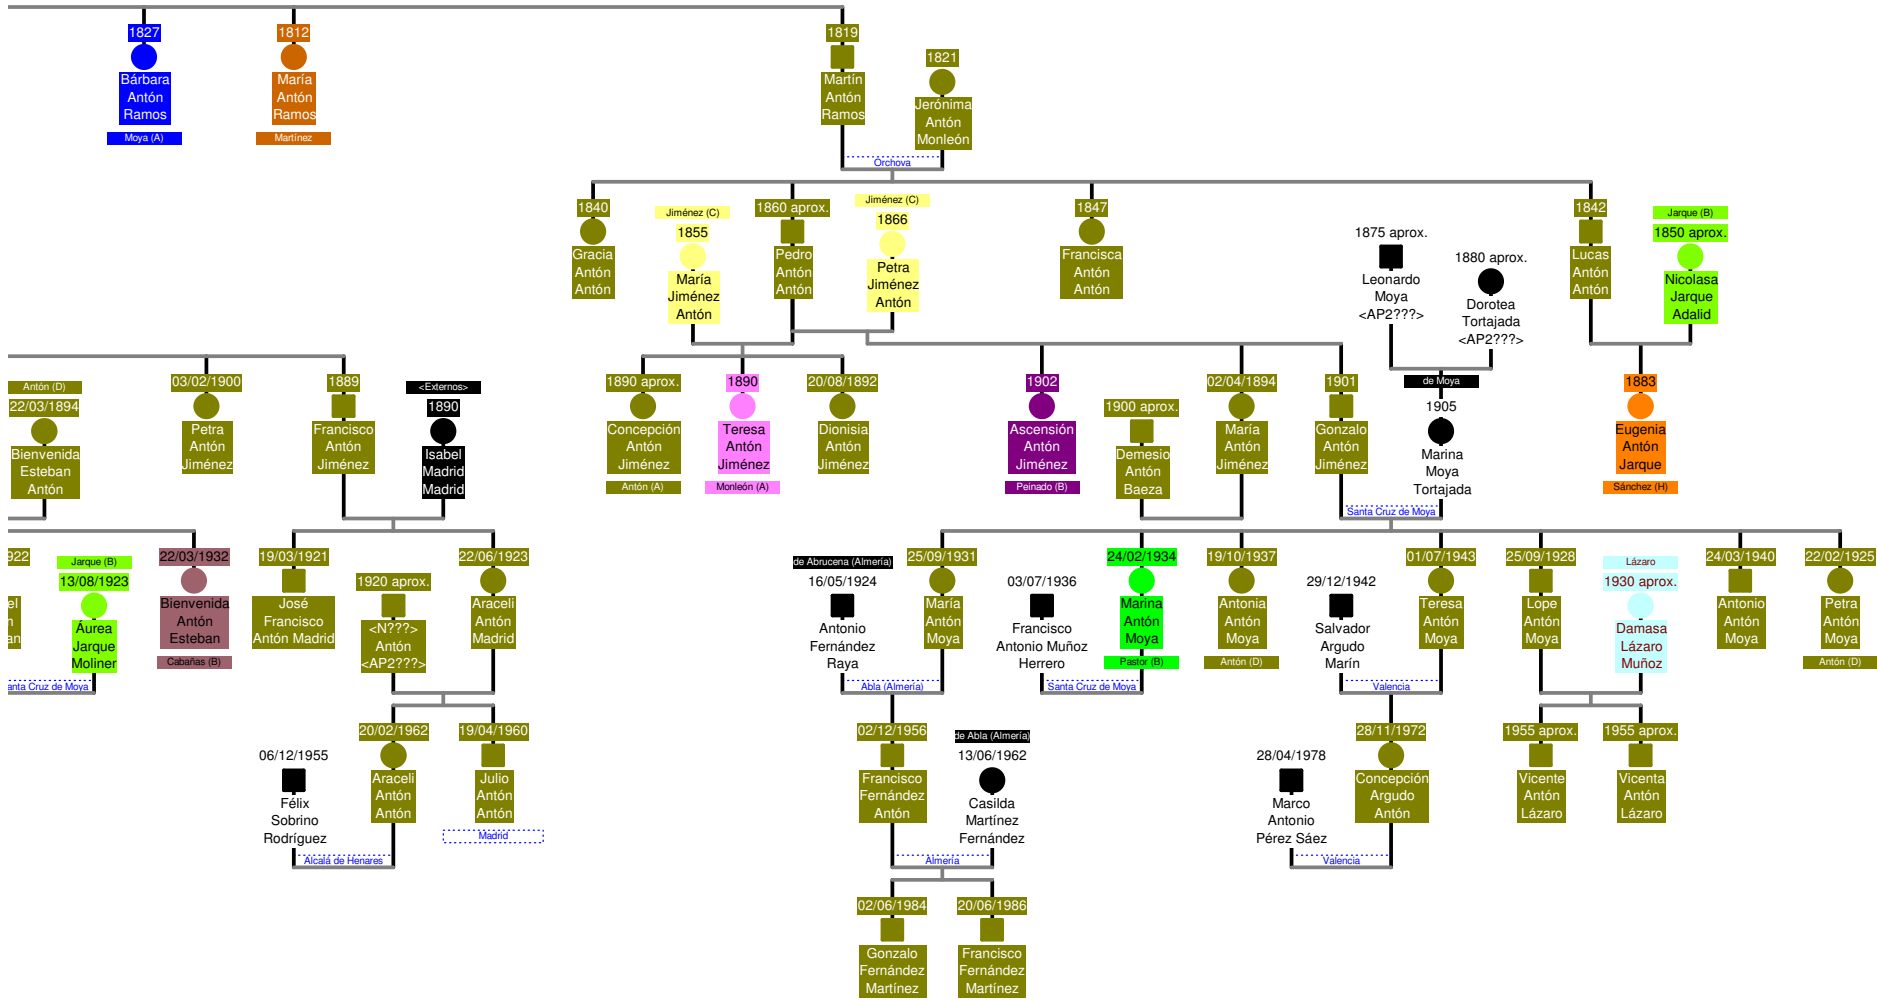 1827
Bárbara
Antón
Ramos
Moya (A)
1812
María
Antón
Ramos
Martínez
1819
Martín
Antón
Ramos
1821
Jerónima
Antón
Monleón
Orchova
1840
Gracia
Antón
Antón
Jiménez (C)
1855
María
Jiménez
Antón
1860 aprox.
Pedro
Antón
Antón
Jiménez (C)
1866
Petra
Jiménez
Antón
1847
Francisca
Antón
Antón
1875 aprox.
Leonardo
Moya
<AP2???>
1880 aprox.
Dorotea
Tortajada
<AP2???>
1842
Lucas
Antón
Antón
Jarque (B)
1850 aprox.
Nicolasa
Jarque
Adalid
Antón (D)
22/03/1894
Bienvenida
Esteban
Antón
03/02/1900
Petra
Antón
Jiménez
1889
Francisco
Antón
Jiménez
<Externos>
1890
Isabel
Madrid
Madrid
1890 aprox.
Concepción
Antón
Jiménez
Antón (A)
1890
Teresa
Antón
Jiménez
Monleón (A)
20/08/1892
Dionisia
Antón
Jiménez
1902
Ascensión
Antón
Jiménez
Peinado (B)
1900 aprox.
Demesio
Antón
Baeza
02/04/1894
María
Antón
Jiménez
1901
Gonzalo
Antón
Jiménez
de Moya
1905
Marina
Moya
Tortajada
Santa Cruz de Moya
1883
Eugenia
Antón
Jarque
Sánchez (H)
922
el
n
an
Jarque (B)
13/08/1923
Áurea
Jarque
Moliner
anta Cruz de Moya
22/03/1932
Bienvenida
Antón
Esteban
Cabañas (B)
19/03/1921
José
Francisco
Antón Madrid
1920 aprox.
<N???>
Antón
<AP2???>
22/06/1923
Araceli
Antón
Madrid
de Abrucena (Almería)
16/05/1924
Antonio
Fernández
Raya
Abla (Almería)
25/09/1931
María
Antón
Moya
03/07/1936
Francisco
Antonio Muñoz
Herrero
Santa Cruz de Moya
24/02/1934
Marina
Antón
Moya
Pastor (B)
19/10/1937
Antonia
Antón
Moya
Antón (D)
29/12/1942
Salvador
Argudo
Marín
Valencia
01/07/1943
Teresa
Antón
Moya
25/09/1928
Lope
Antón
Moya
Lázaro
1930 aprox.
Damasa
Lázaro
Muñoz
24/03/1940
Antonio
Antón
Moya
22/02/1925
Petra
Antón
Moya
Antón (D)
06/12/1955
Félix
Sobrino
Rodríguez
Alcalá de Henares
20/02/1962
Araceli
Antón
Antón
19/04/1960
Julio
Antón
Antón
Madrid
02/12/1956
Francisco
Fernández
Antón
de Abla (Almería)
13/06/1962
Casilda
Martínez
Fernández
Almería
28/04/1978
Marco
Antonio
Pérez Sáez
Valencia
28/11/1972
Concepción
Argudo
Antón
1955 aprox.
Vicente
Antón
Lázaro
1955 aprox.
Vicenta
Antón
Lázaro
02/06/1984
Gonzalo
Fernández
Martínez
20/06/1986
Francisco
Fernández
Martínez